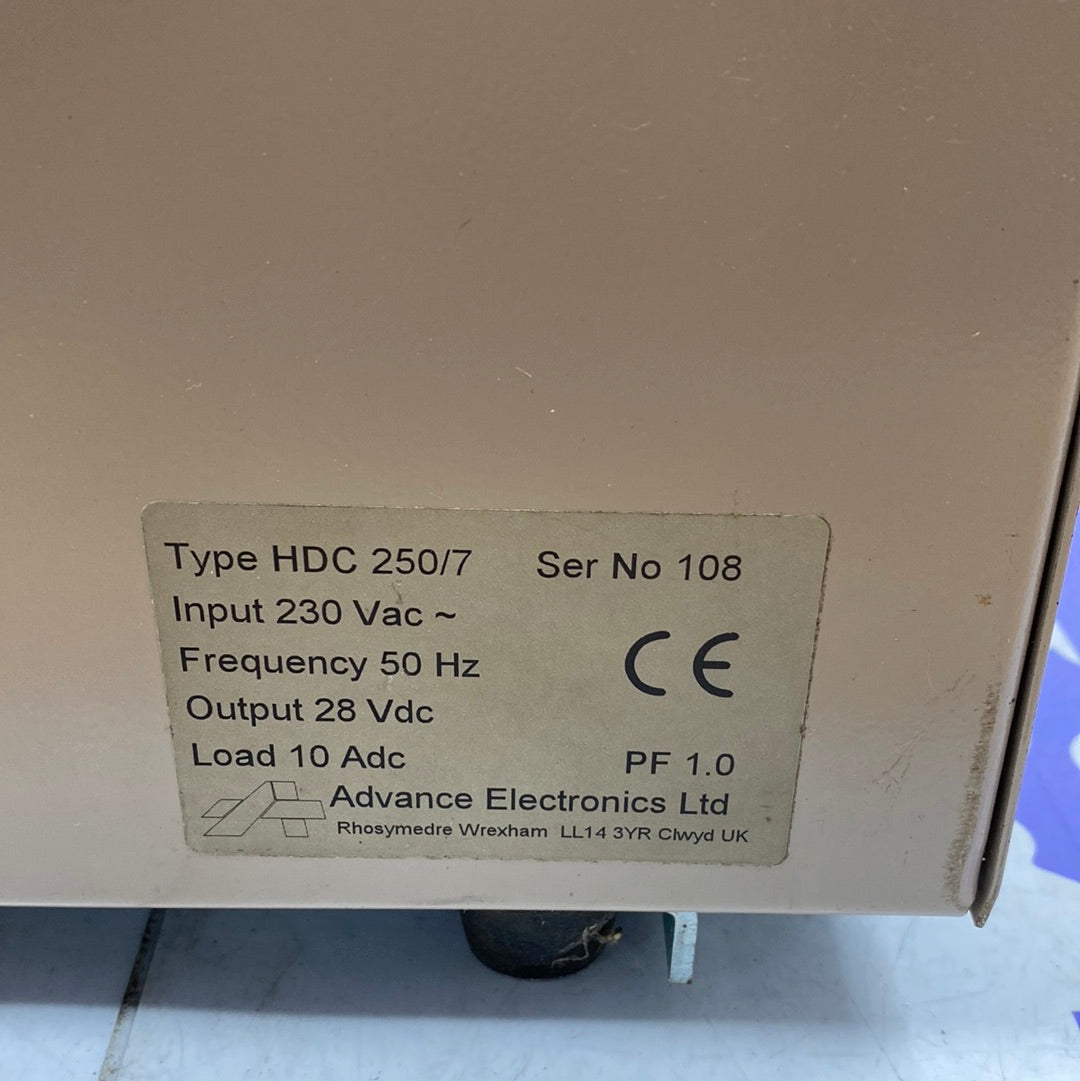 Type HDC 250/7 Ser No 108
Input 230 Vac ~
Frequency 50 Hz
CE
Output 28 Vdc
Load 10 Adc PF 1.0
Advance Electronics Ltd
Rhosymedre Wrexham LL14 3YR Clwyd UK